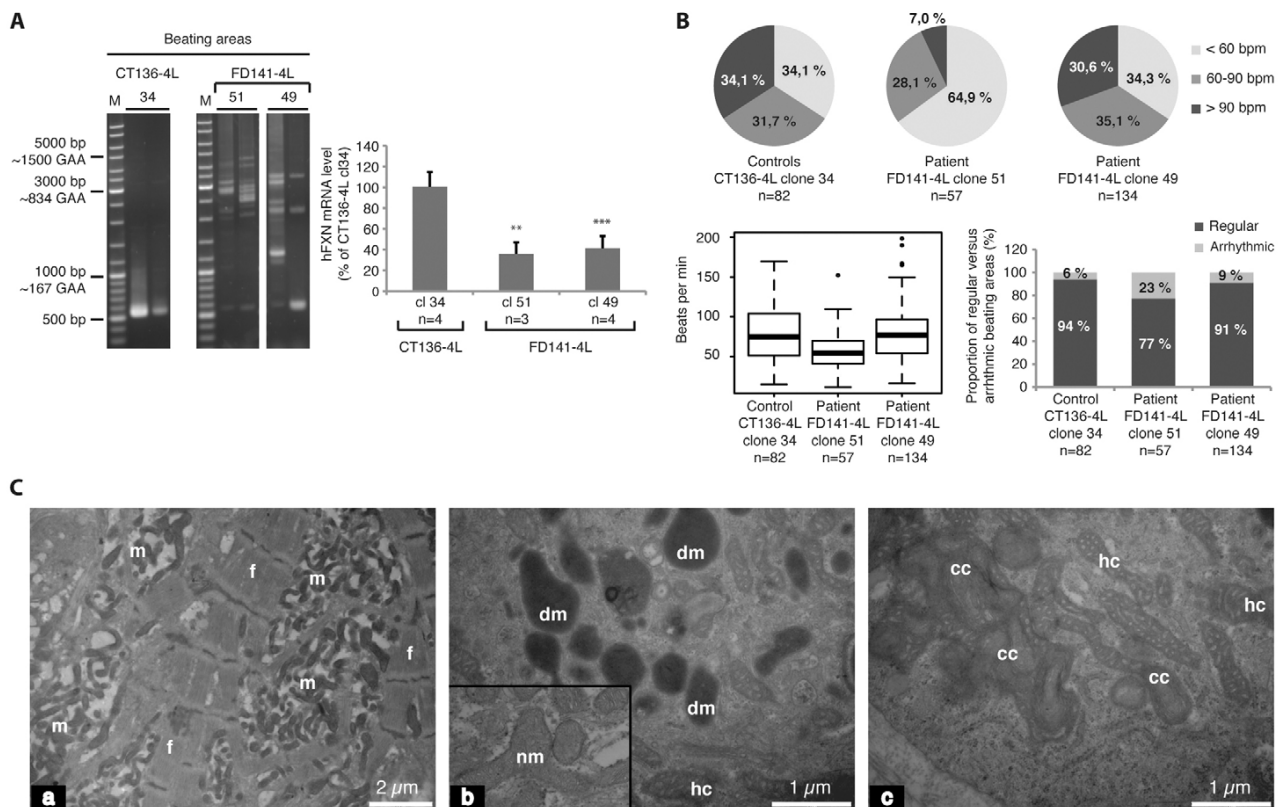 A
Beating areas
CT136-4L
FD141-4L
M
34
M
51
49
5000 bp
~1500 GAA
3000 bp
~834 GAA
1000 bp
~167 GAA
500 bp
hFXN mRNA level
(% of CT136-4L cl34)
140
120
100
80
60
40
20
0
**
***
cl 34
n=4
cl 51
n=3
cl 49
n=4
CT136-4L
FD141-4L
B
34,1 %
34,1 %
31,7 %
Controls
CT136-4L clone 34
n=82
7,0 %
28,1 %
64,9 %
Patient
FD141-4L clone 51
n=57
30,6 %
34,3 %
35,1 %
Patient
FD141-4L clone 49
n=134
< 60 bpm
60-90 bpm
> 90 bpm
Beats per min
200
150
100
50
Control
CT136-4L
clone 34
n=82
Patient
FD141-4L
clone 51
n=57
Patient
FD141-4L
clone 49
n=134
Regular
Arrhythmic
Proportion of regular versus
arrhthmic beating areas (%)
120
100
80
60
40
20
0
6 %
94 %
23 %
77 %
9 %
91 %
Control
CT136-4L
clone 34
n=82
Patient
FD141-4L
clone 51
n=57
Patient
FD141-4L
clone 49
n=134
C
m
f
m
f
m
m
f
2 µm
a
dm
dm
dm
nm
hc
1 µm
b
cc
hc
hc
cc
cc
1 µm
c